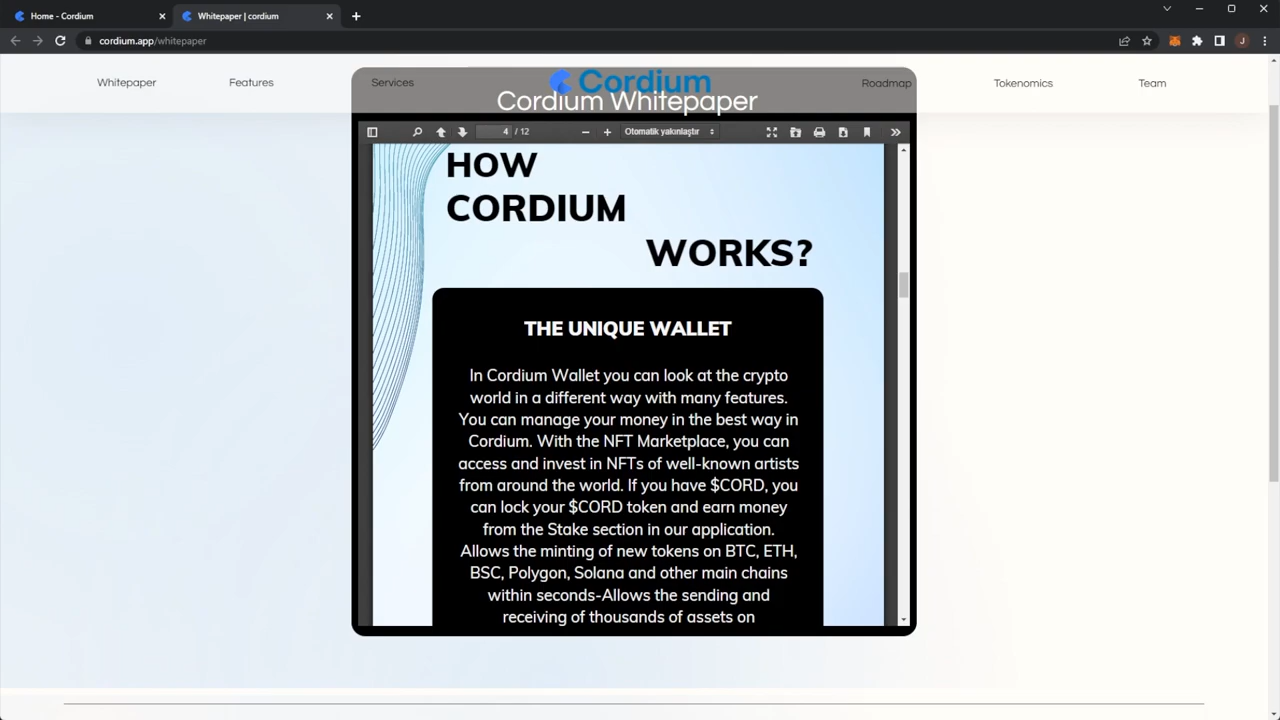 Home - Cordium
Whitepaper | cordium
cordium.app/whitepaper
J
Whitepaper
Features
Services
Cordium
Roadmap
Tokenomics
Team
Cordium Whitepaper
4 / 12
Otomatik yakınlaştır
HOW
CORDIUM
WORKS?
THE UNIQUE WALLET
In Cordium Wallet you can look at the crypto
world in a different way with many features.
You can manage your money in the best way in
Cordium. With the NFT Marketplace, you can
access and invest in NFTs of well-known artists
from around the world. If you have $CORD, you
can lock your $CORD token and earn money
from the Stake section in our application.
Allows the minting of new tokens on BTC, ETH,
BSC, Polygon, Solana and other main chains
within seconds-Allows the sending and
receiving of thousands of assets on